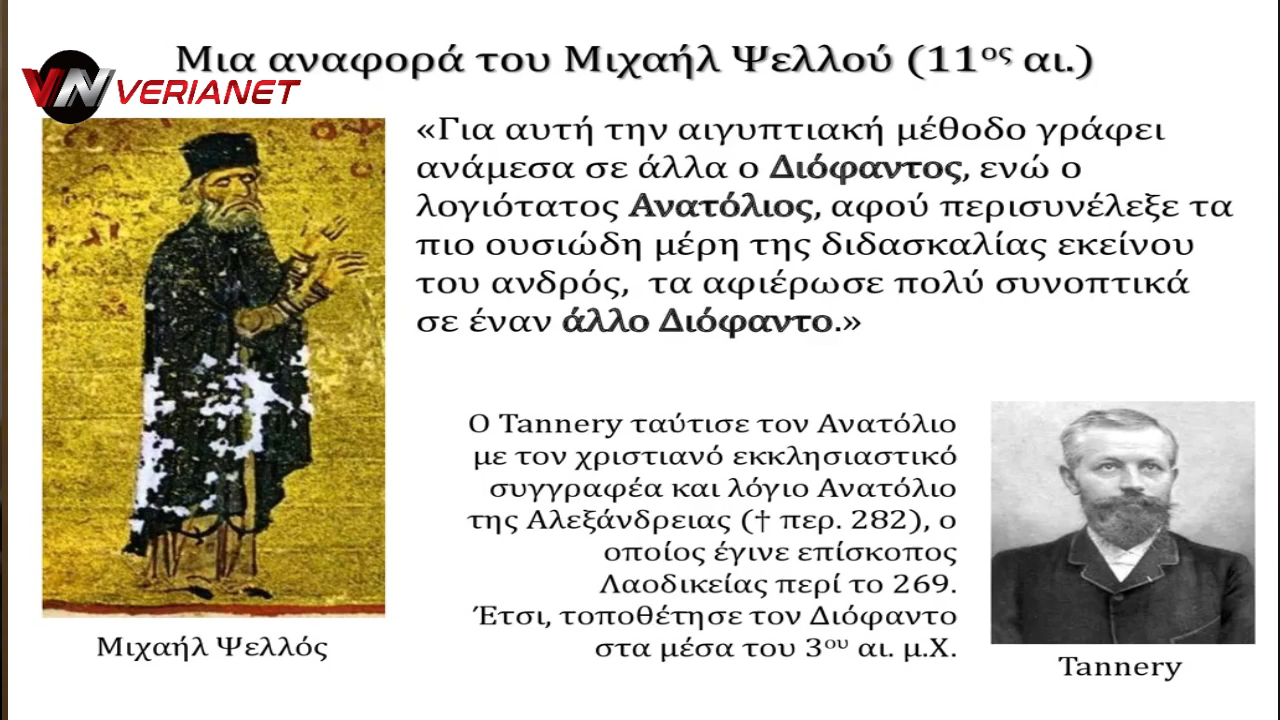 Μια αναφορά του Μιχαήλ Ψελλού (11ος αι.)
VN VERIANET
«Για αυτή την αιγυπτιακή μέθοδο γράφει
ανάμεσα σε άλλα ο Διόφαντος, ενώ ο
λογιότατος Ανατόλιος, αφού περισυνέλεξε τα
πιο ουσιώδη μέρη της διδασκαλίας εκείνου
του ανδρός, τα αφιέρωσε πολύ συνοπτικά
σε έναν άλλο Διόφαντο.»
Ο Tannery ταύτισε τον Ανατόλιο
με τον χριστιανό εκκλησιαστικό
συγγραφέα και λόγιο Ανατόλιο
της Αλεξάνδρειας († περ. 282), ο
οποίος έγινε επίσκοπος
Λαοδικείας περί το 269.
Έτσι, τοποθέτησε τον Διόφαντο
στα μέσα του 3ου αι. μ.Χ.
Μιχαήλ Ψελλός
Tannery